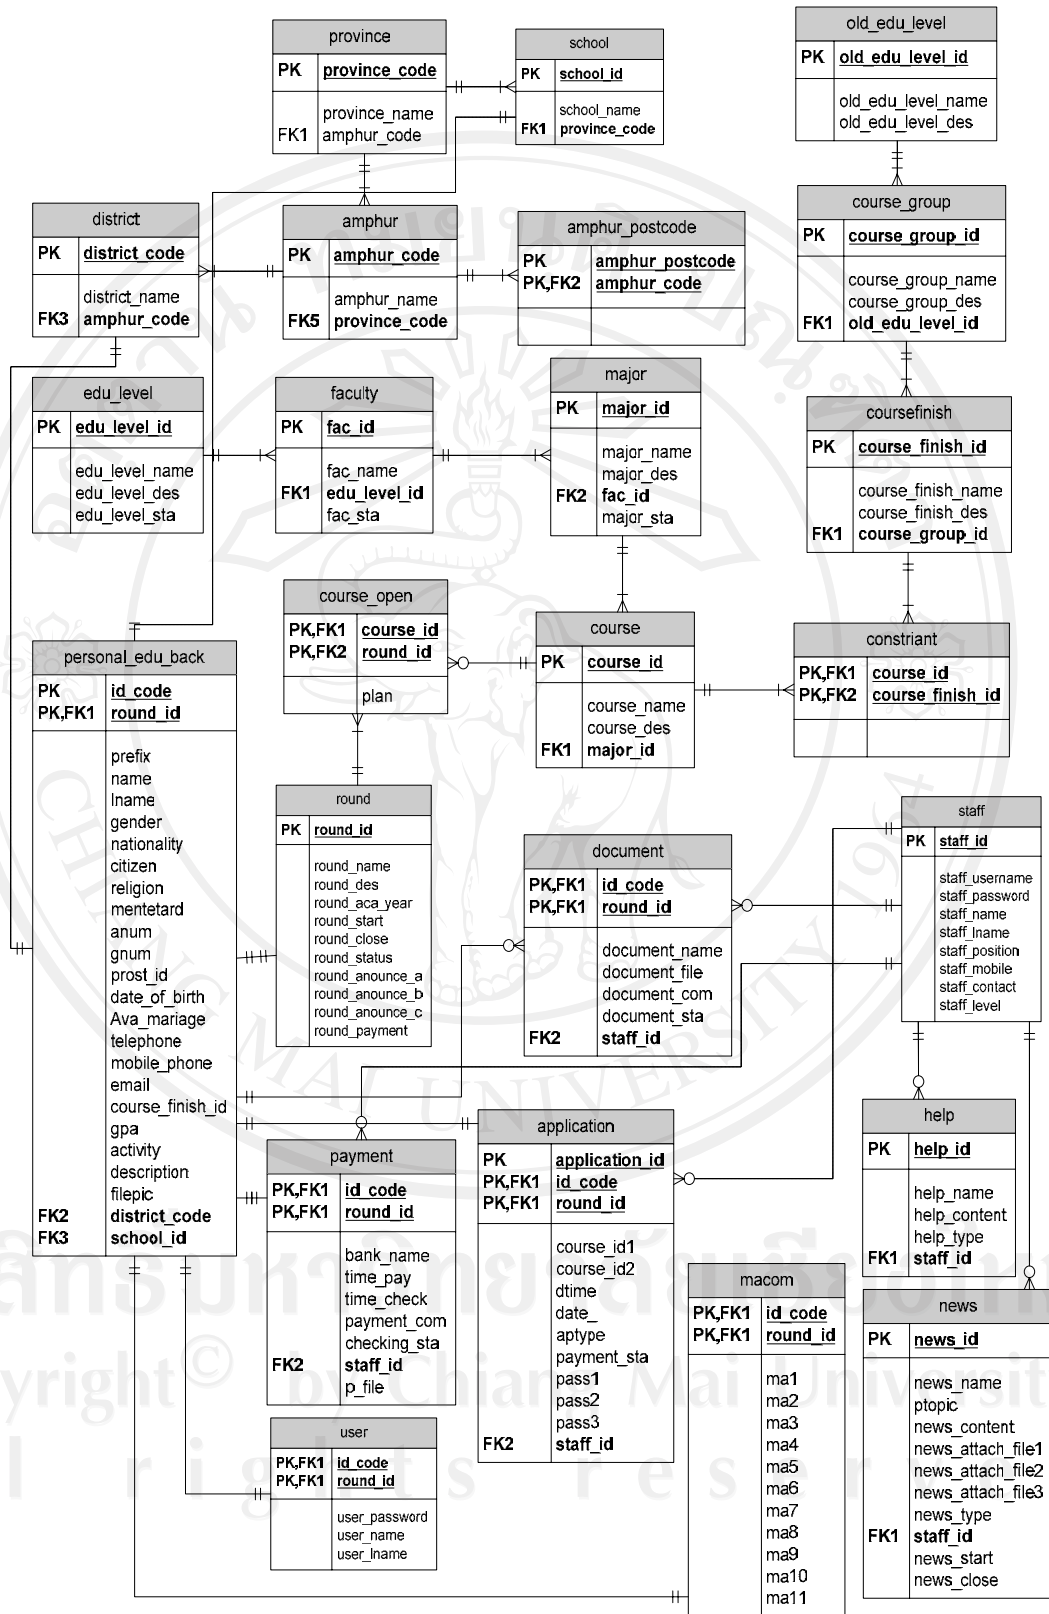 province
PK province_code
province_name
FK1 amphur_code
school
PK school_id
school_name
FK1 province_code
old_edu_level
PK old_edu_level_id
old_edu_level_name
old_edu_level_des
district
PK district_code
district_name
FK3 amphur_code
amphur
PK amphur_code
amphur_name
FK5 province_code
amphur_postcode
PK amphur_postcode
PK,FK2 amphur_code
course_group
PK course_group_id
course_group_name
course_group_des
FK1 old_edu_level_id
edu_level
PK edu_level_id
edu_level_name
edu_level_des
edu_level_sta
faculty
PK fac_id
fac_name
FK1 edu_level_id
fac_sta
major
PK major_id
major_name
major_des
FK2 fac_id
major_sta
coursefinish
PK course_finish_id
course_finish_name
course_finish_des
FK1 course_group_id
course_open
PK,FK1 course_id
PK,FK2 round_id
plan
course
PK course_id
course_name
course_des
FK1 major_id
constriant
PK,FK1 course_id
PK,FK2 course_finish_id
personal_edu_back
PK id_code
PK,FK1 round_id
prefix
name
lname
gender
nationality
citizen
religion
mentetard
anum
gnum
prost_id
date_of_birth
Ava_mariage
telephone
mobile_phone
email
course_finish_id
gpa
activity
description
filepic
FK2 district_code
FK3 school_id
round
PK round_id
round_name
round_des
round_aca_year
round_start
round_close
round_status
round_anounce_a
round_anounce_b
round_anounce_c
round_payment
document
PK,FK1 id_code
PK,FK1 round_id
document_name
document_file
document_com
document_sta
FK2 staff_id
staff
PK staff_id
staff_username
staff_password
staff_name
staff_lname
staff_position
staff_mobile
staff_contact
staff_level
payment
PK,FK1 id_code
PK,FK1 round_id
bank_name
time_pay
time_check
payment_com
checking_sta
FK2 staff_id
p_file
application
PK application_id
PK,FK1 id_code
PK,FK1 round_id
course_id1
course_id2
dtime
date_
aptype
payment_sta
pass1
pass2
pass3
FK2 staff_id
help
PK help_id
help_name
help_content
help_type
FK1 staff_id
macom
PK,FK1 id_code
PK,FK1 round_id
ma1
ma2
ma3
ma4
ma5
ma6
ma7
ma8
ma9
ma10
ma11
news
PK news_id
news_name
ptopic
news_content
news_attach_file1
news_attach_file2
news_attach_file3
news_type
FK1 staff_id
news_start
news_close
user
PK,FK1 id_code
PK,FK1 round_id
user_password
user_name
user_lname
CHIANG MAI UNIVERSITY 1964
© by Chiang Mai
rights